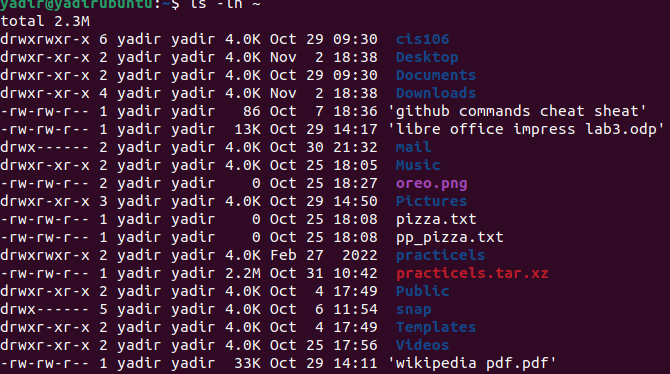 yadir@yadirubuntu:~$ ls -lh ~
total 2.3M
drwxrwxr-x 6 yadir yadir 4.0K Oct 29 09:30  cis106
drwxr-xr-x 2 yadir yadir 4.0K Nov  2 18:38  Desktop
drwxr-xr-x 2 yadir yadir 4.0K Oct 29 09:30  Documents
drwxr-xr-x 4 yadir yadir 4.0K Nov  2 18:38  Downloads
-rw-rw-r-- 1 yadir yadir   86 Oct  7 18:36 'github commands cheat sheat'
-rw-rw-r-- 1 yadir yadir  13K Oct 29 14:17 'libre office impress lab3.odp'
drwx------ 2 yadir yadir 4.0K Oct 30 21:32  mail
drwxr-xr-x 2 yadir yadir 4.0K Oct 25 18:05  Music
-rw-rw-r-- 2 yadir yadir    0 Oct 25 18:27  oreo.png
drwxr-xr-x 3 yadir yadir 4.0K Oct 29 14:50  Pictures
-rw-rw-r-- 1 yadir yadir    0 Oct 25 18:08  pizza.txt
-rw-rw-r-- 1 yadir yadir    0 Oct 25 18:08  pp_pizza.txt
drwxrwxr-x 2 yadir yadir 4.0K Feb 27  2022  practicels
-rw-rw-r-- 1 yadir yadir 2.2M Oct 31 10:42  practicels.tar.xz
drwxr-xr-x 2 yadir yadir 4.0K Oct  4 17:49  Public
drwx------ 5 yadir yadir 4.0K Oct  6 11:54  snap
drwxr-xr-x 2 yadir yadir 4.0K Oct  4 17:49  Templates
drwxr-xr-x 2 yadir yadir 4.0K Oct 25 17:56  Videos
-rw-rw-r-- 1 yadir yadir  33K Oct 29 14:11 'wikipedia pdf.pdf'